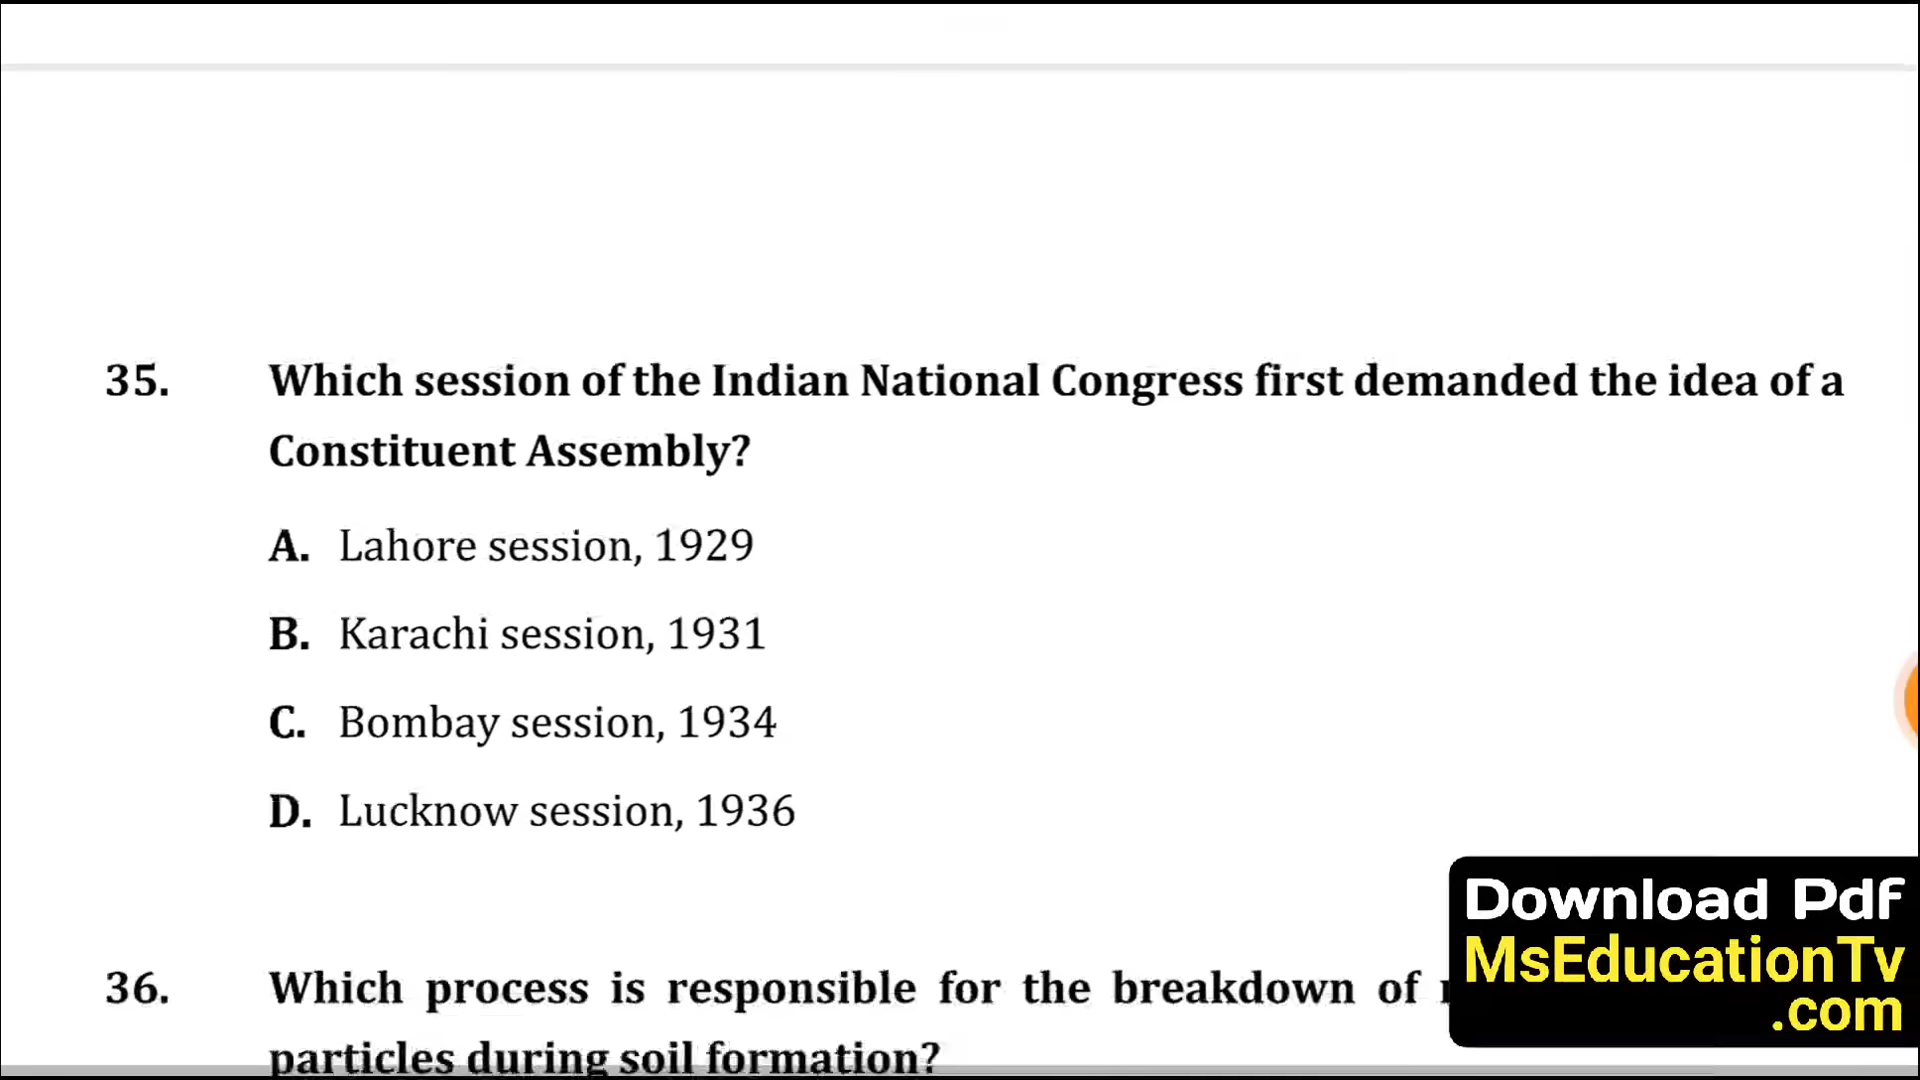 35. Which session of the Indian National Congress first demanded the idea of a
Constituent Assembly?
A. Lahore session, 1929
B. Karachi session, 1931
C. Bombay session, 1934
D. Lucknow session, 1936
36. Which process is responsible for the breakdown of
particles during soil formation?
Download Pdf
MsEducationTv
.com